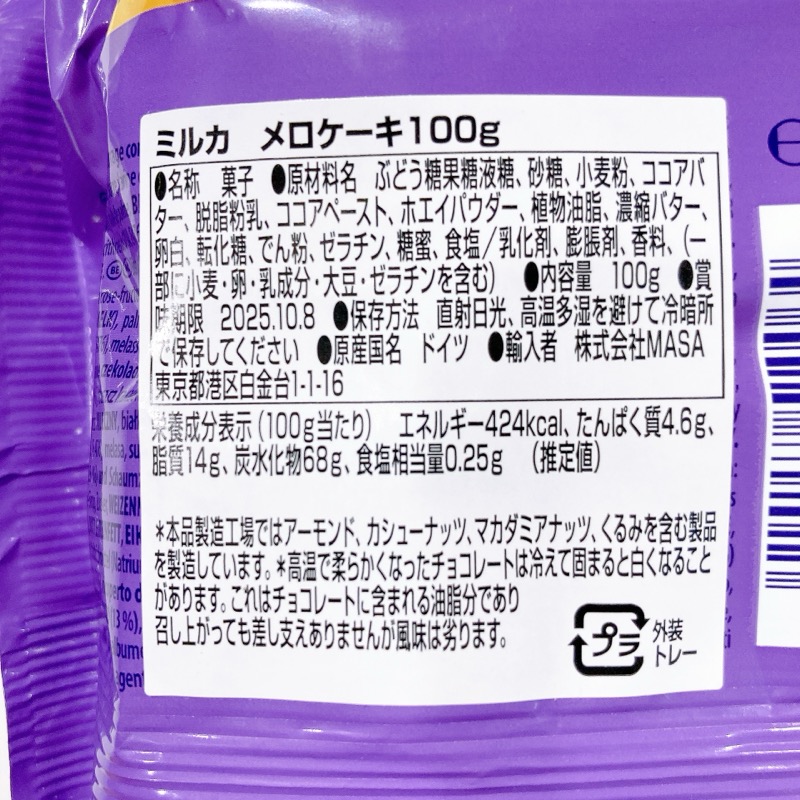 ミルカ　メロケーキ100g
●名称　菓子　●原材料名　ぶどう糖果糖液糖、砂糖、小麦粉、ココアバ
ター、脱脂粉乳、ココアペースト、ホエイパウダー、植物油脂、濃縮バター、
卵白、転化糖、でん粉、ゼラチン、糖蜜、食塩/乳化剤、膨脹剤、香料、(一
部に小麦・卵・乳成分・大豆・ゼラチンを含む)　●内容量　100g　●賞
味期限　2025.10.8　●保存方法　直射日光、高温多湿を避けて冷暗所
で保存してください　●原産国名　ドイツ　●輸入者　株式会社MASA
東京都港区白金台1-1-16
栄養成分表示(100g当たり)　エネルギー424kcal、たんぱく質4.6g、
脂質14g、炭水化物68g、食塩相当量0.25g　(推定値)
*本品製造工場ではアーモンド、カシューナッツ、マカダミアナッツ、くるみを含む製品
を製造しています。*高温で柔らかくなったチョコレートは冷えて固まると白くなること
があります。これはチョコレートに含まれる油脂分であり
召し上がっても差し支えありませんが風味は劣ります。
プラ
外装
トレー
BE